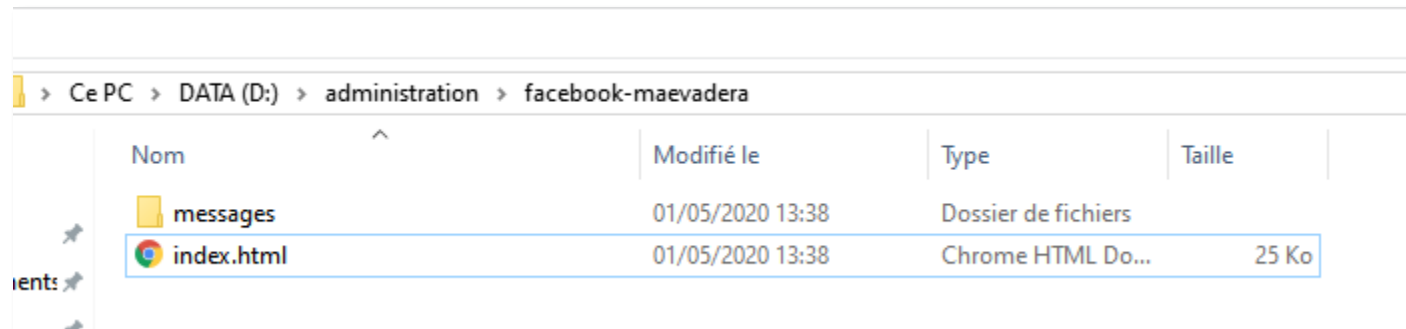 Ce PC > DATA (D:) > administration > facebook-maevadera
Nom Modifié le Type Taille
messages 01/05/2020 13:38 Dossier de fichiers
index.html 01/05/2020 13:38 Chrome HTML Do... 25 Ko